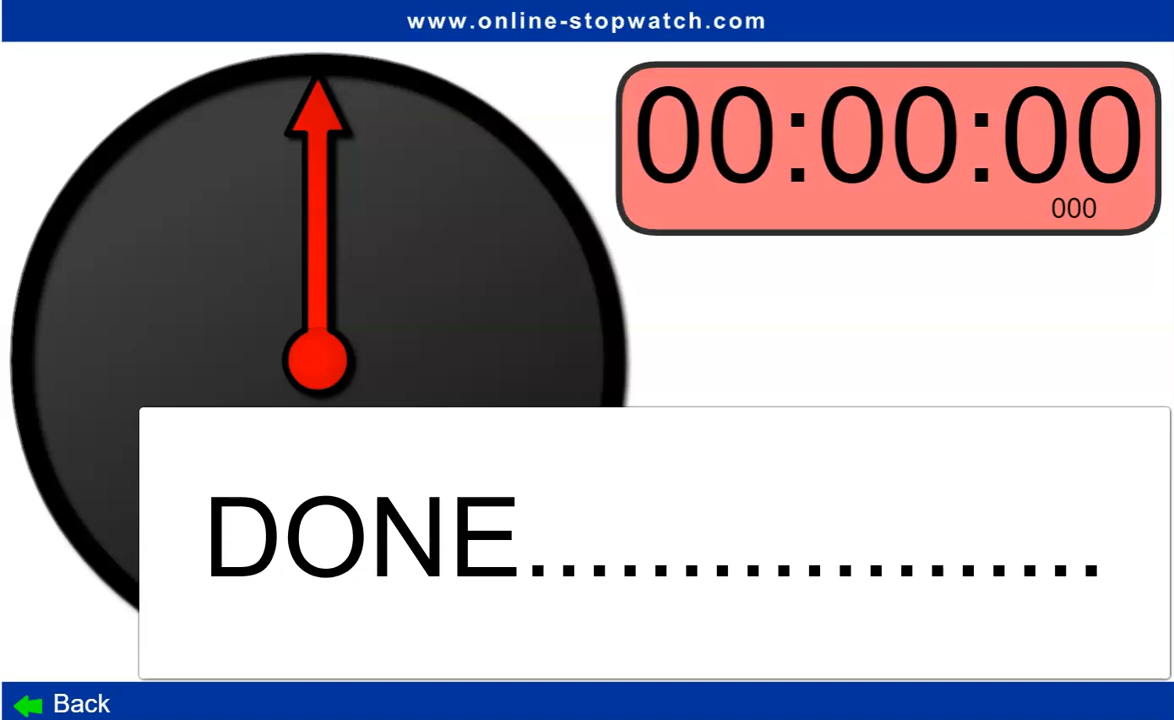 www.online-stopwatch.com
00:00:00
000
DONE...................
Back